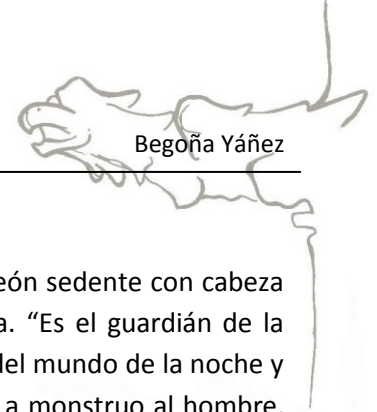 Begoña Yáñez
eón sedente con cabeza
a. “Es el guardián de la
del mundo de la noche y
a monstruo al hombre.